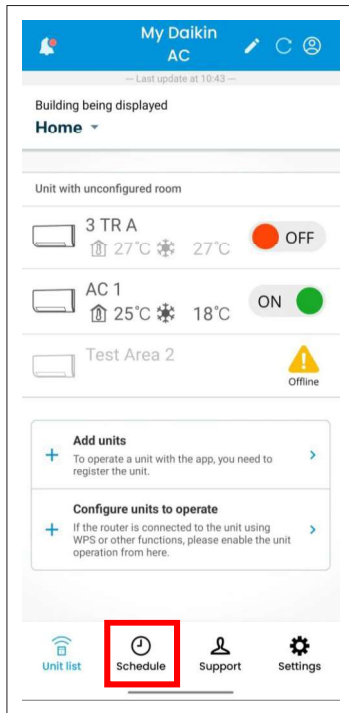 My Daikin
AC
— Last update at 10:43 —
Building being displayed
Home
Unit with unconfigured room
3 TR A
27°C 27°C
OFF
AC 1
25°C 18°C
ON
Test Area 2
Offline
Add units
To operate a unit with the app, you need to
register the unit.
Configure units to operate
If the router is connected to the unit using
WPS or other functions, please enable the unit
operation from here.
Unit list Schedule Support Settings